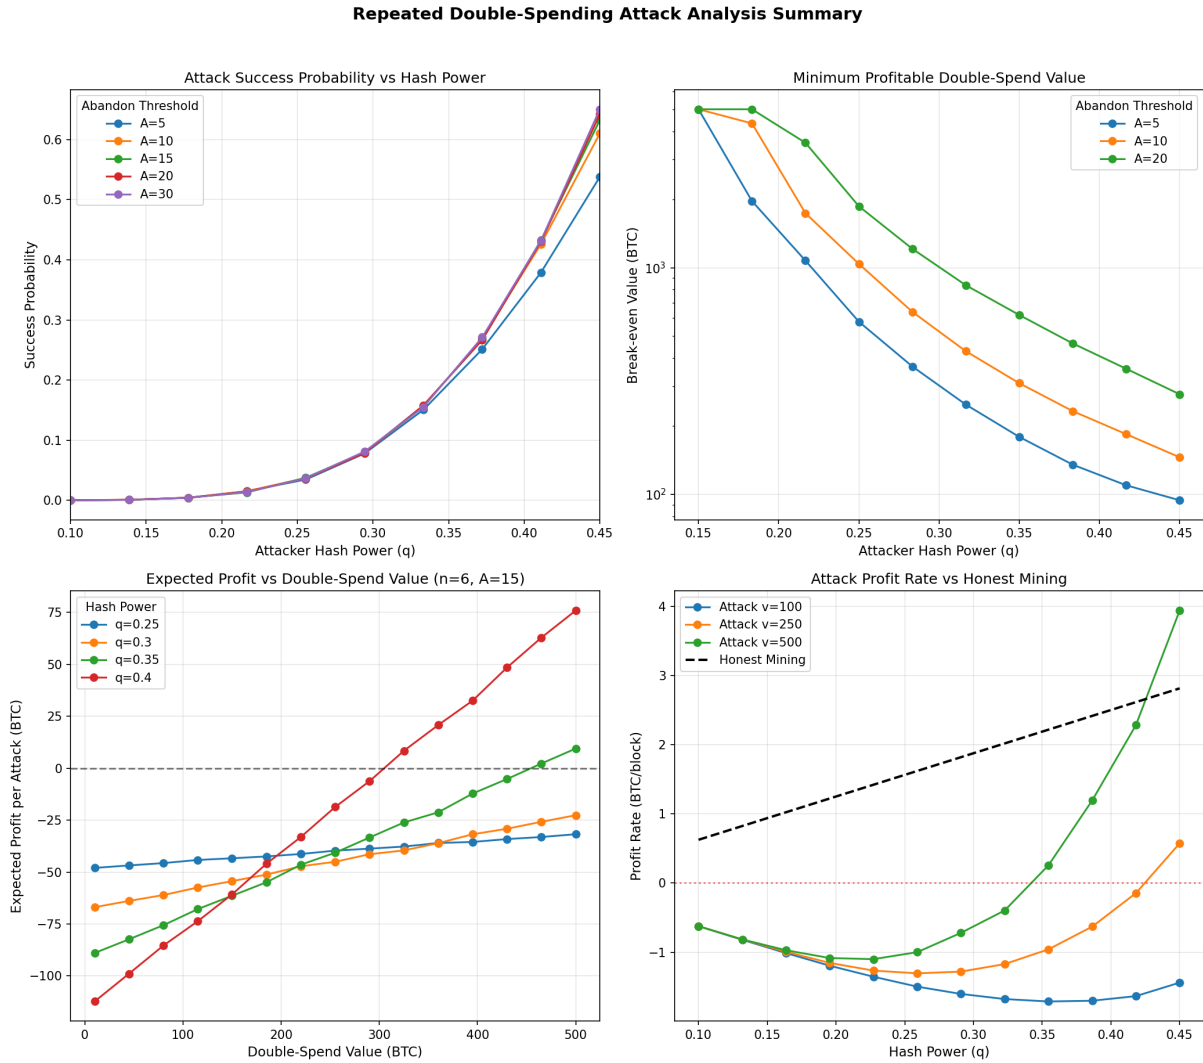 Repeated Double-Spending Attack Analysis Summary
Attack Success Probability vs Hash Power
Abandon Threshold
A=5
A=10
A=15
A=20
A=30
0.6
0.5
0.4
0.3
0.2
0.1
0.0
Success Probability
0.10 0.15 0.20 0.25 0.30 0.35 0.40 0.45
Attacker Hash Power (q)
Minimum Profitable Double-Spend Value
Abandon Threshold
A=5
A=10
A=20
10³
10²
Break-even Value (BTC)
0.15 0.20 0.25 0.30 0.35 0.40 0.45
Attacker Hash Power (q)
Expected Profit vs Double-Spend Value (n=6, A=15)
Hash Power
q=0.25
q=0.3
q=0.35
q=0.4
75
50
25
0
−25
−50
−75
−100
Expected Profit per Attack (BTC)
0 100 200 300 400 500
Double-Spend Value (BTC)
Attack Profit Rate vs Honest Mining
Attack v=100
Attack v=250
Attack v=500
Honest Mining
4
3
2
1
0
−1
Profit Rate (BTC/block)
0.10 0.15 0.20 0.25 0.30 0.35 0.40 0.45
Hash Power (q)